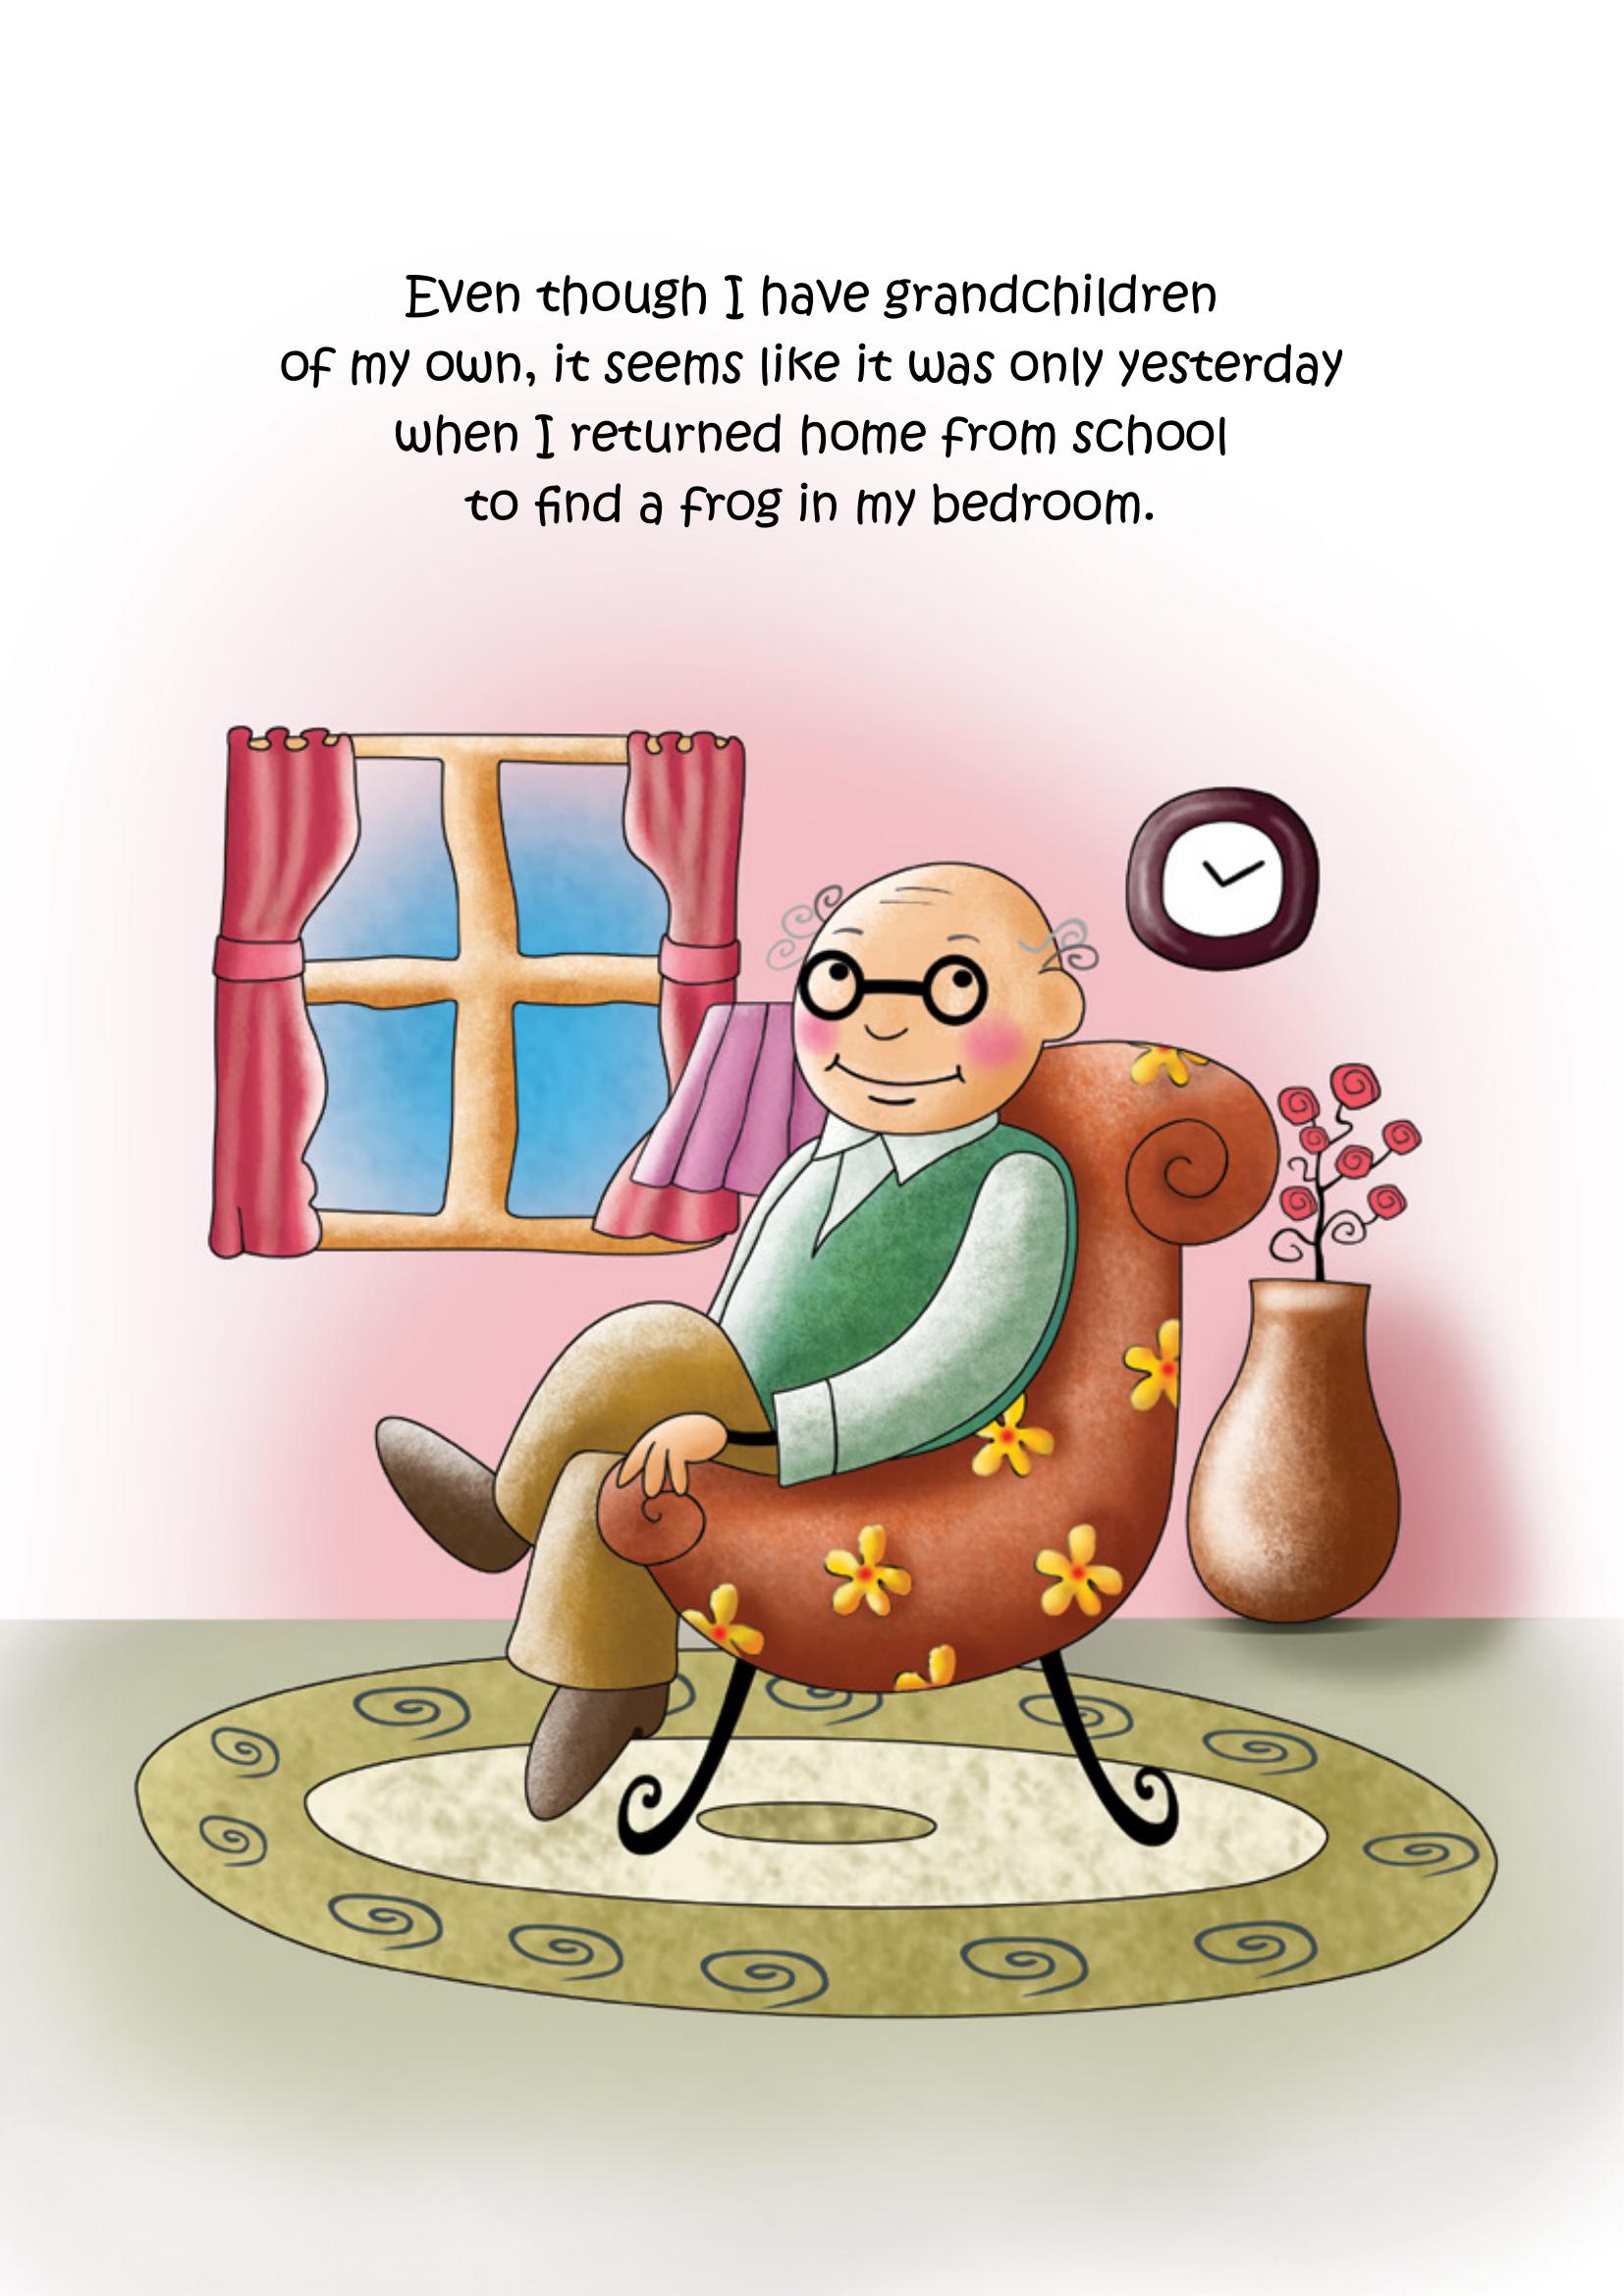 Even though I have grandchildren
of my own, it seems like it was only yesterday
when I returned home from school
to find a frog in my bedroom.